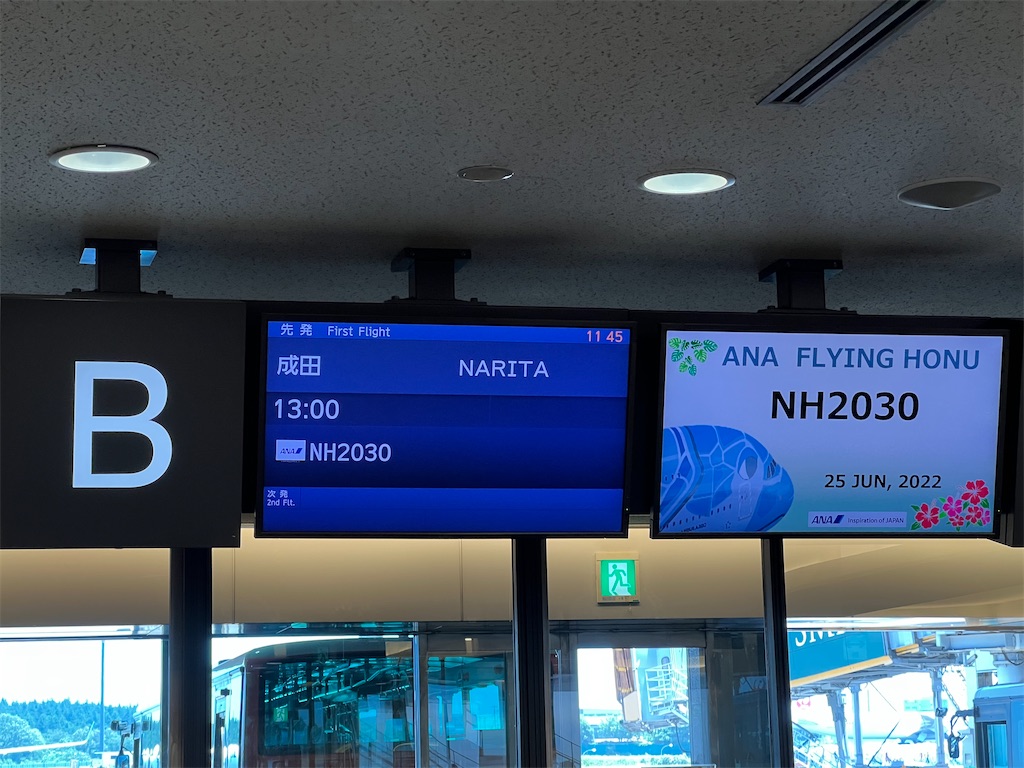 B
先発 First Flight 11 45
成田 NARITA
13:00
ANA NH2030
次発
2nd Flt.
ANA FLYING HONU
NH2030
25 JUN, 2022
ANA Inspiration of JAPAN